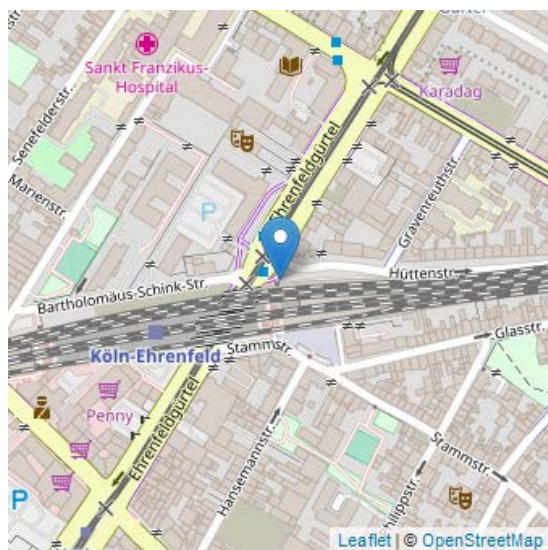 Gürtel
Sankt Franzikus-
Hospital
Karadag
Senefelderstr.
Marienstr.
Ehrenfeldgürtel
Gravenreuthstr.
P
Bartholomäus-Schink-Str.
Hüttenstr.
Glasstr.
Köln-Ehrenfeld
Stammstr.
Penny
Ehrenfeldgürtel
Hansemannstr.
Stammstr.
Philippstr.
P
Leaflet | © OpenStreetMap